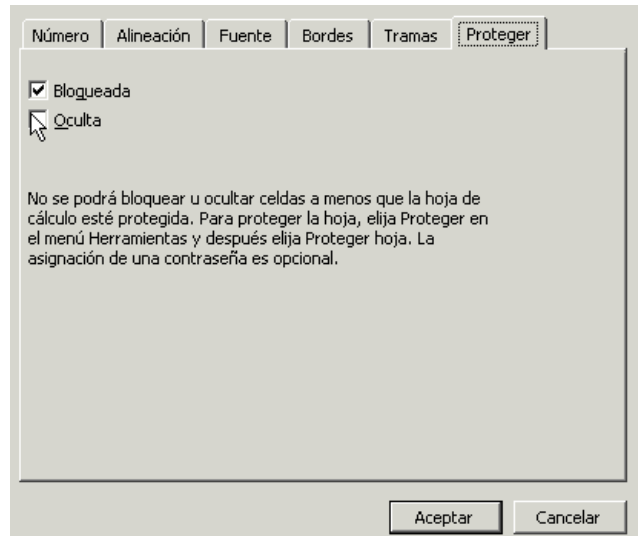 Número Alineación Fuente Bordes Tramas Proteger
Bloqueada
Oculta
No se podrá bloquear u ocultar celdas a menos que la hoja de
cálculo esté protegida. Para proteger la hoja, elija Proteger en
el menú Herramientas y después elija Proteger hoja. La
asignación de una contraseña es opcional.
Aceptar Cancelar